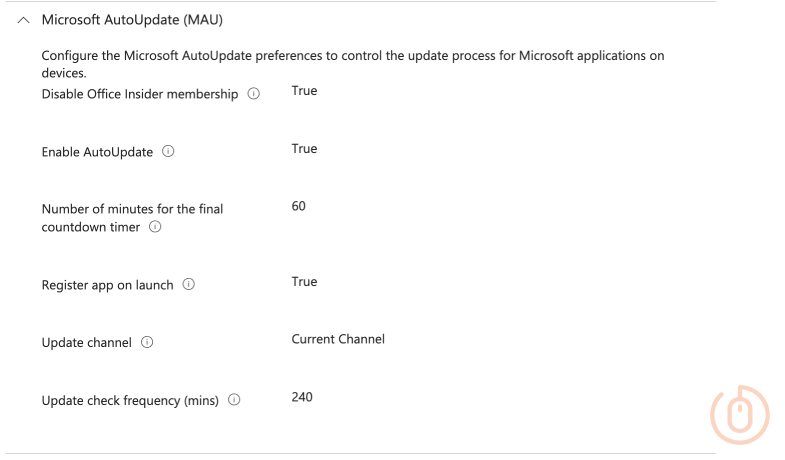 Microsoft AutoUpdate (MAU)
Configure the Microsoft AutoUpdate preferences to control the update process for Microsoft applications on
devices.
Disable Office Insider membership True
Enable AutoUpdate True
Number of minutes for the final 60
countdown timer
Register app on launch True
Update channel Current Channel
Update check frequency (mins) 240